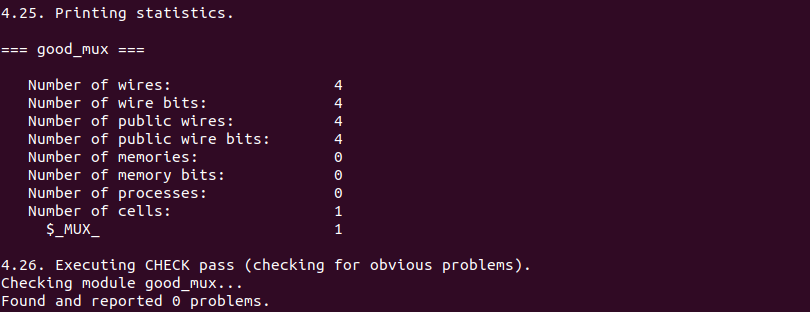 4.25. Printing statistics.
=== good_mux ===
Number of wires: 4
Number of wire bits: 4
Number of public wires: 4
Number of public wire bits: 4
Number of memories: 0
Number of memory bits: 0
Number of processes: 0
Number of cells: 1
$_MUX_ 1
4.26. Executing CHECK pass (checking for obvious problems).
Checking module good_mux...
Found and reported 0 problems.